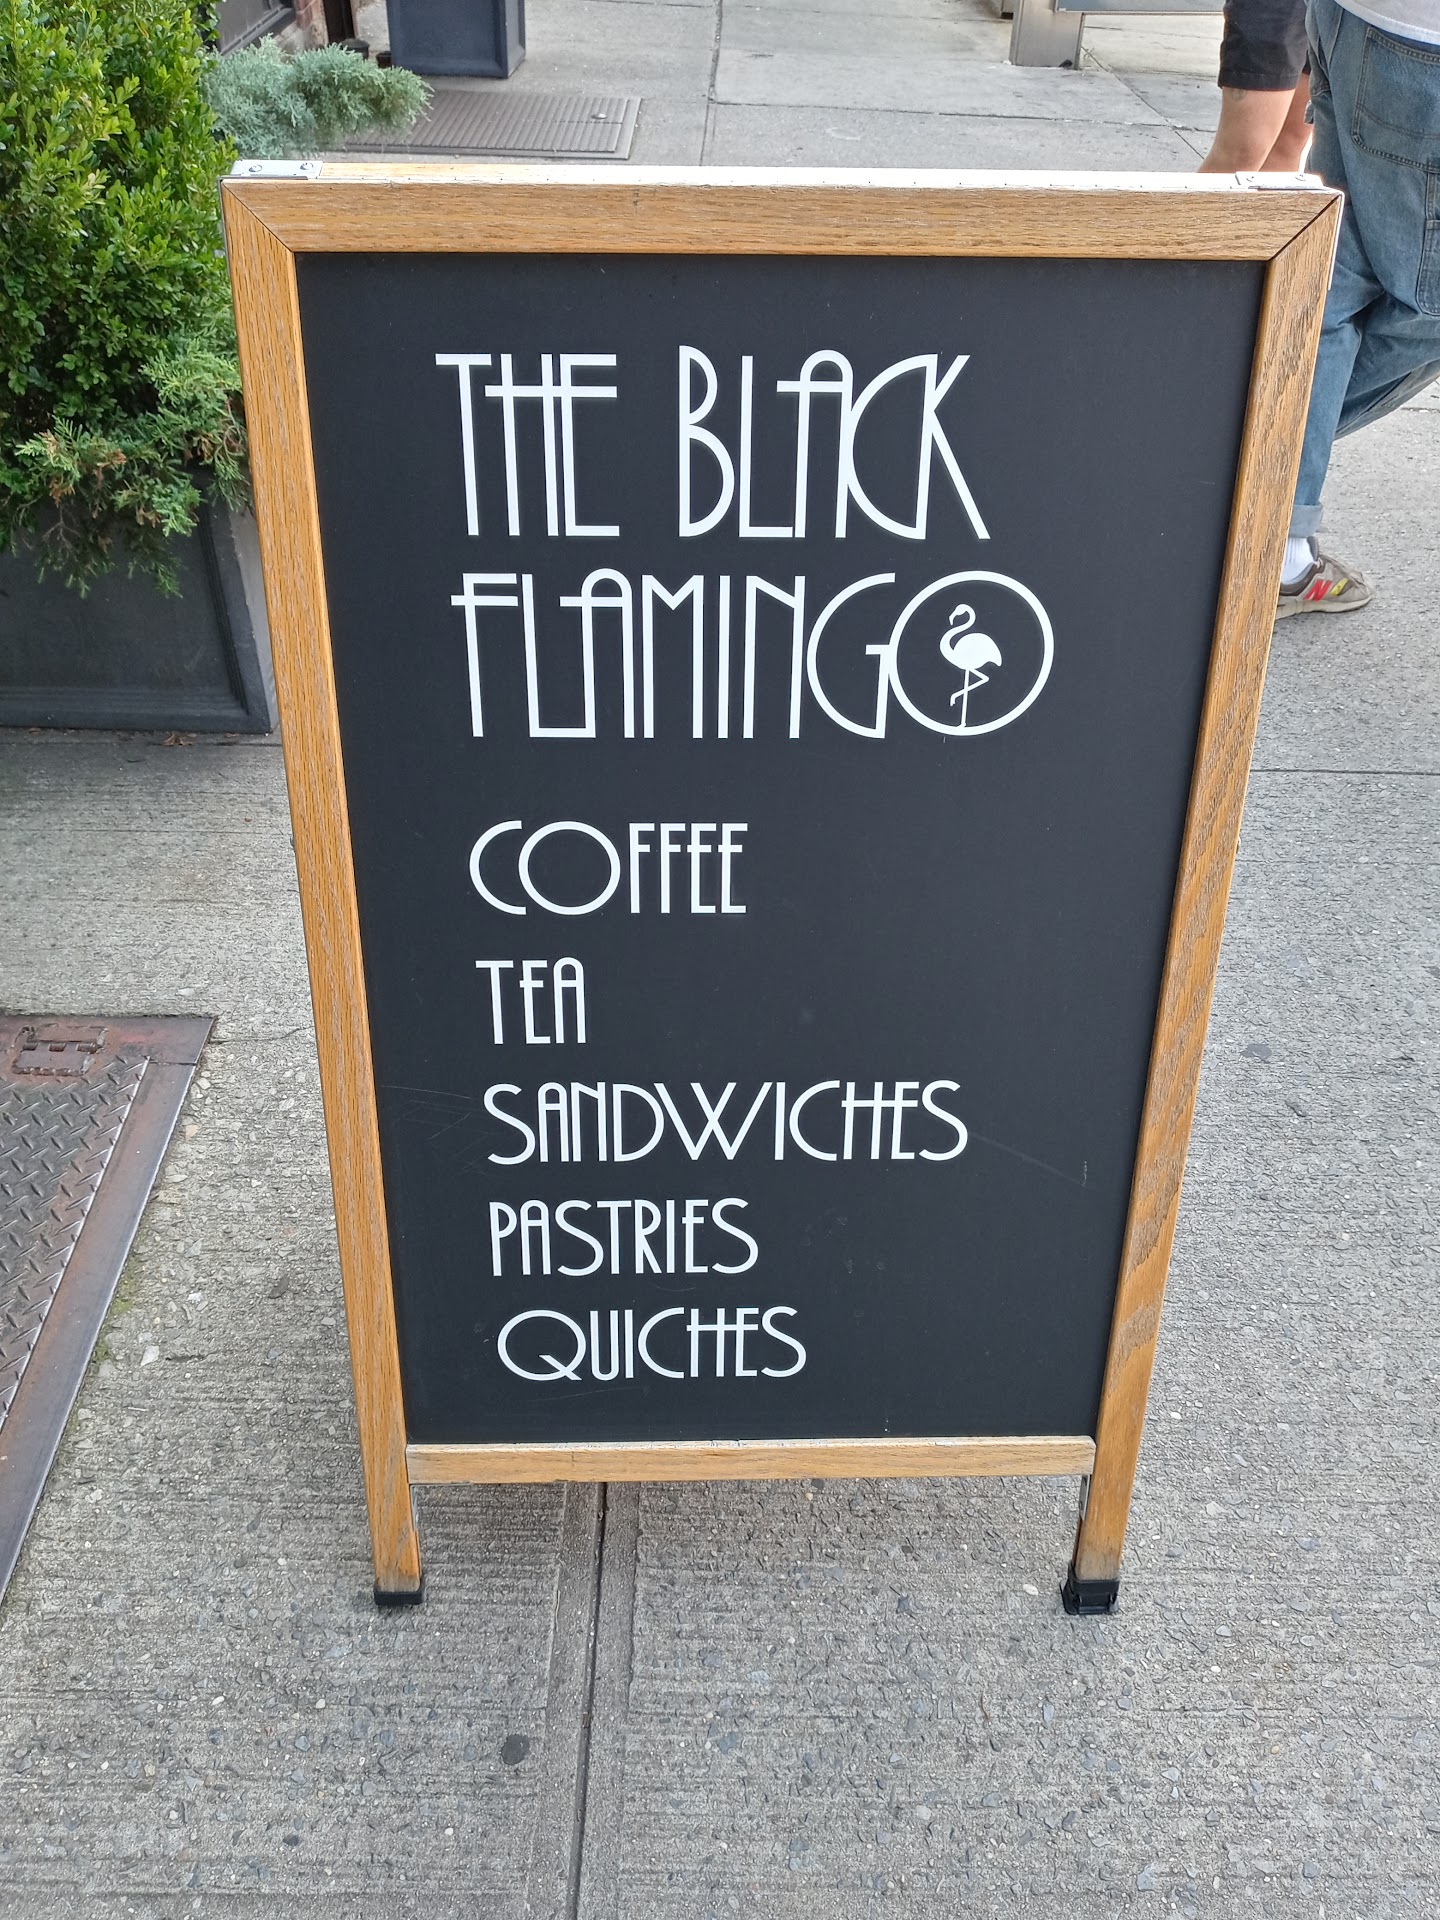 THE BLACK
FLAMINGO
COFFEE
TEA
SANDWICHES
PASTRIES
QUICHES
N